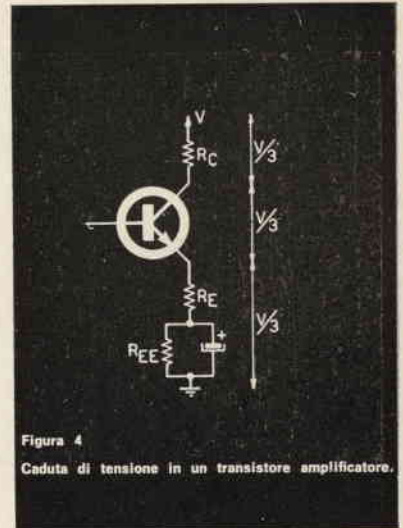 V
RC
V/3
V/3
RE
V/3
REE
+
Figura 4
Caduta di tensione in un transistore amplificatore.